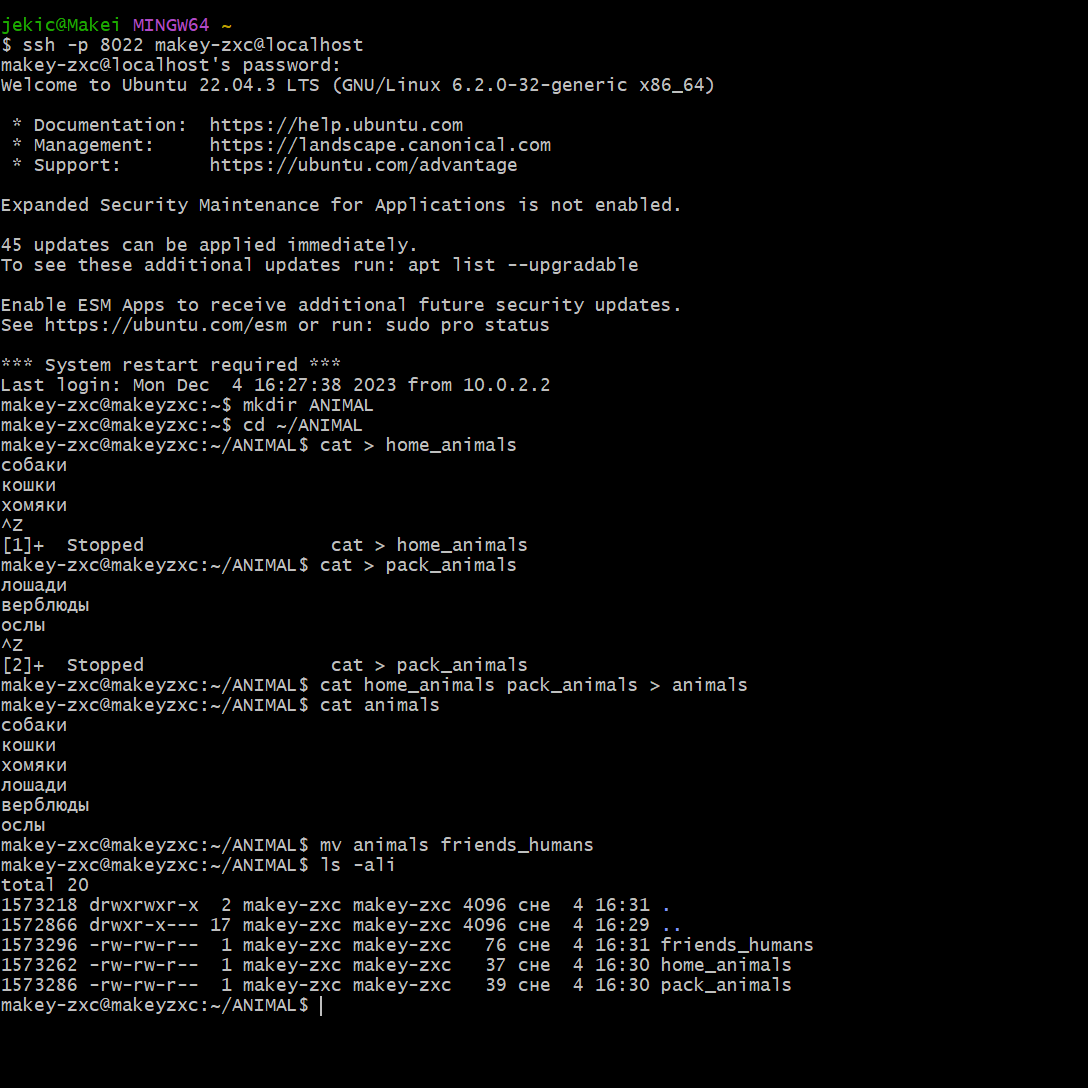 jekic@Makei MINGW64 ~
$ ssh -p 8022 makey-zxc@localhost
makey-zxc@localhost's password:
Welcome to Ubuntu 22.04.3 LTS (GNU/Linux 6.2.0-32-generic x86_64)
* Documentation:  https://help.ubuntu.com
* Management:     https://landscape.canonical.com
* Support:        https://ubuntu.com/advantage
Expanded Security Maintenance for Applications is not enabled.
45 updates can be applied immediately.
To see these additional updates run: apt list --upgradable
Enable ESM Apps to receive additional future security updates.
See https://ubuntu.com/esm or run: sudo pro status
*** System restart required ***
Last login: Mon Dec  4 16:27:38 2023 from 10.0.2.2
makey-zxc@makeyzxc:~$ mkdir ANIMAL
makey-zxc@makeyzxc:~$ cd ~/ANIMAL
makey-zxc@makeyzxc:~/ANIMAL$ cat > home_animals
собаки
кошки
хомяки
^Z
[1]+  Stopped                 cat > home_animals
makey-zxc@makeyzxc:~/ANIMAL$ cat > pack_animals
лошади
верблюды
ослы
^Z
[2]+  Stopped                 cat > pack_animals
makey-zxc@makeyzxc:~/ANIMAL$ cat home_animals pack_animals > animals
makey-zxc@makeyzxc:~/ANIMAL$ cat animals
собаки
кошки
хомяки
лошади
верблюды
ослы
makey-zxc@makeyzxc:~/ANIMAL$ mv animals friends_humans
makey-zxc@makeyzxc:~/ANIMAL$ ls -ali
total 20
1573218 drwxrwxr-x  2 makey-zxc makey-zxc 4096 сне  4 16:31 .
1572866 drwxr-x--- 17 makey-zxc makey-zxc 4096 сне  4 16:29 ..
1573296 -rw-rw-r--  1 makey-zxc makey-zxc   76 сне  4 16:31 friends_humans
1573262 -rw-rw-r--  1 makey-zxc makey-zxc   37 сне  4 16:30 home_animals
1573286 -rw-rw-r--  1 makey-zxc makey-zxc   39 сне  4 16:30 pack_animals
makey-zxc@makeyzxc:~/ANIMAL$